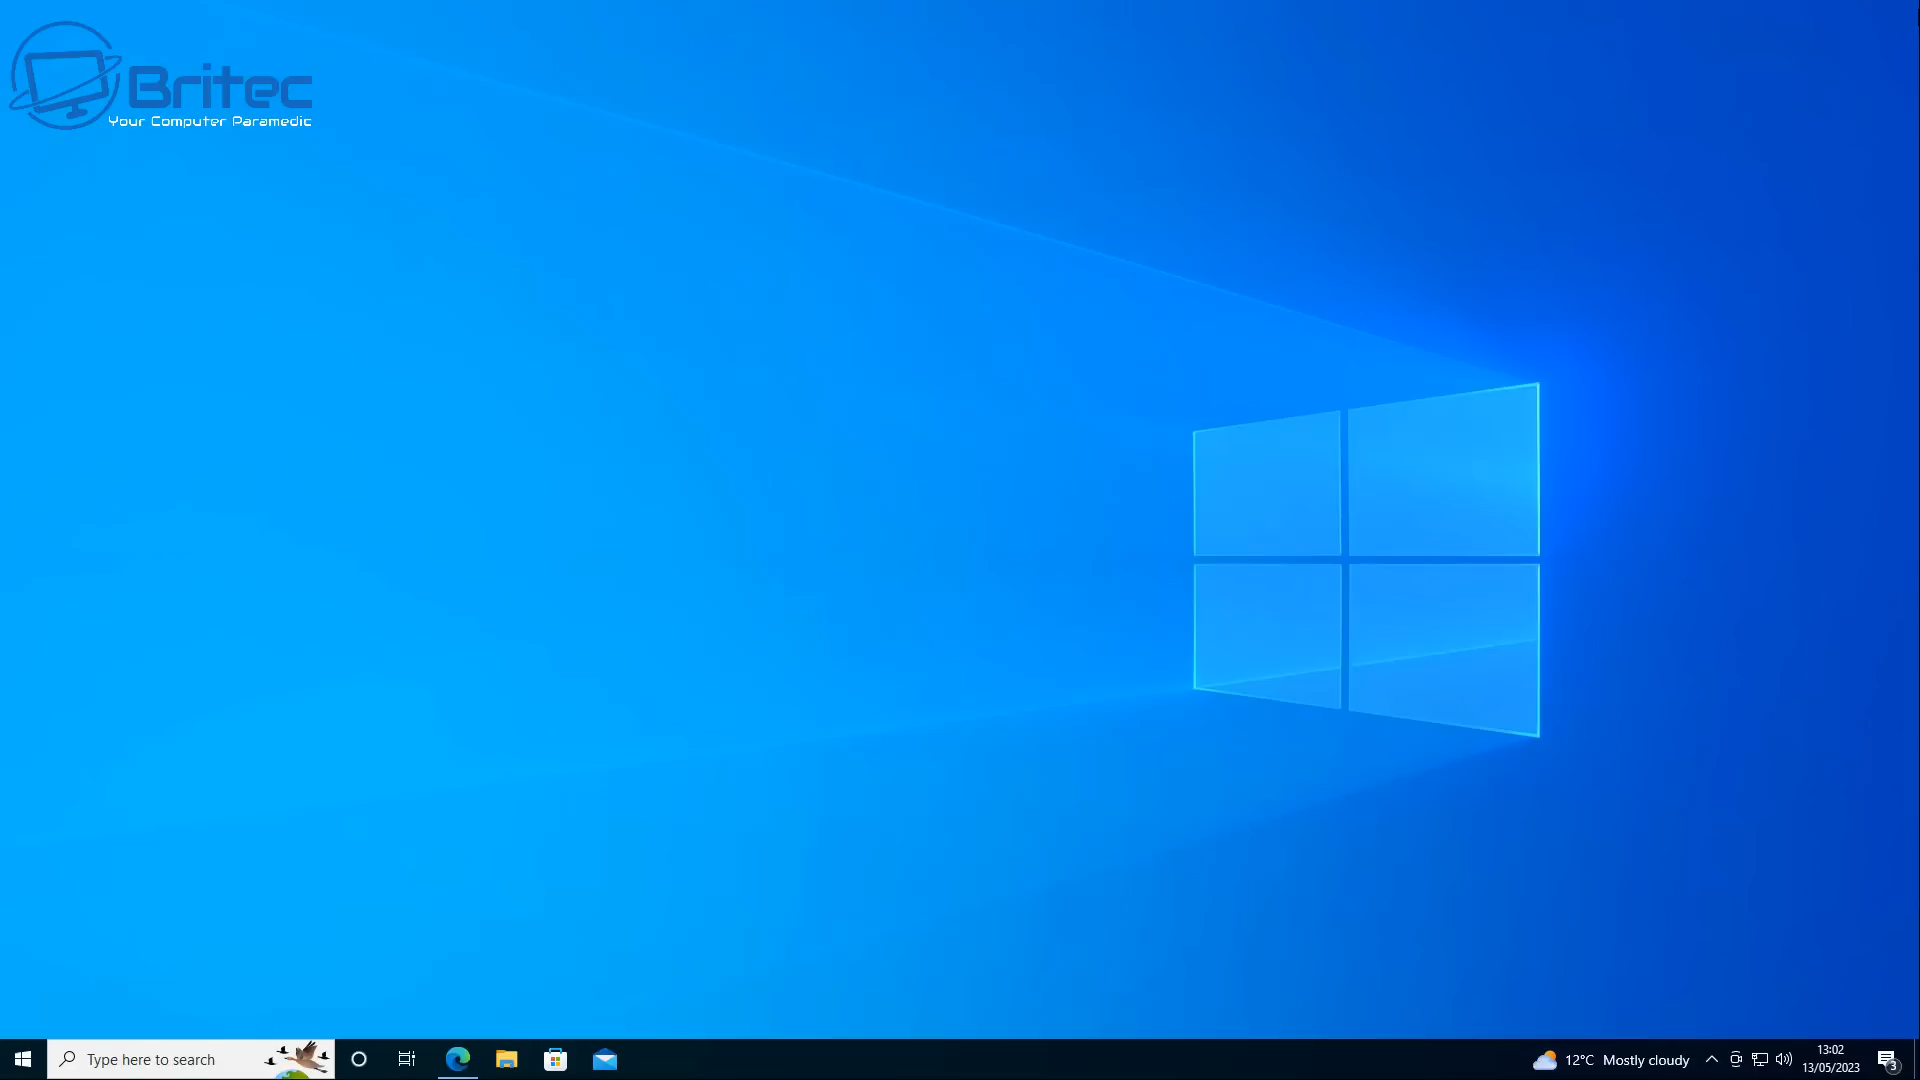 Britec
Your Computer Paramedic
Type here to search
12°C Mostly cloudy
13:02
13/05/2023
3